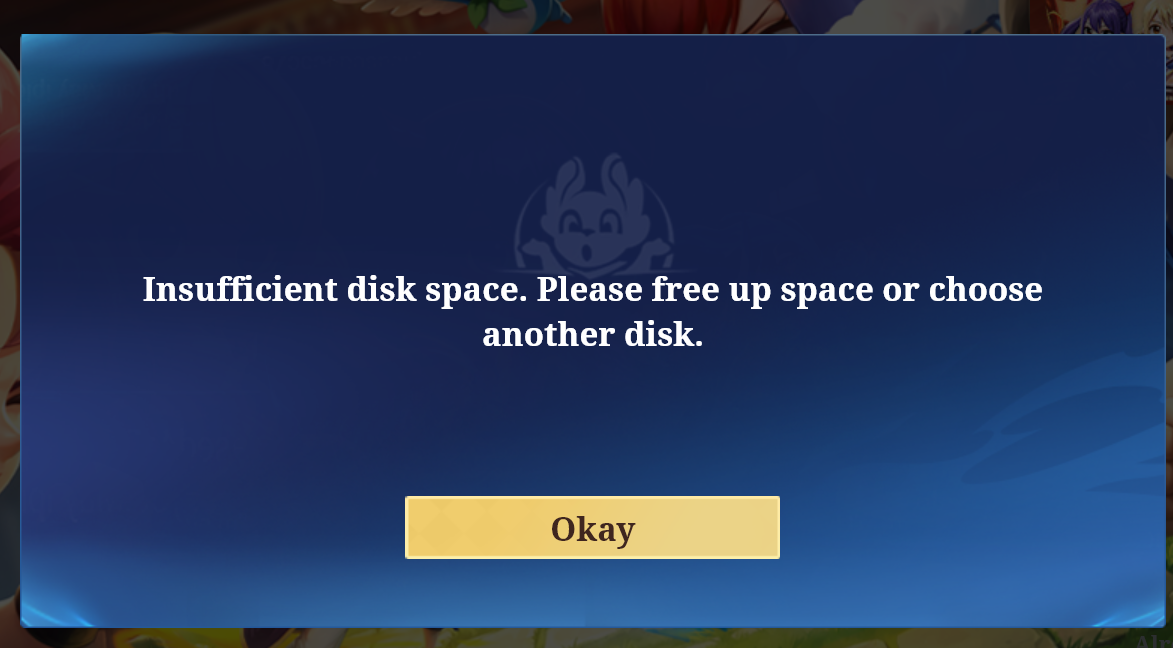 Insufficient disk space. Please free up space or choose
another disk.
Okay